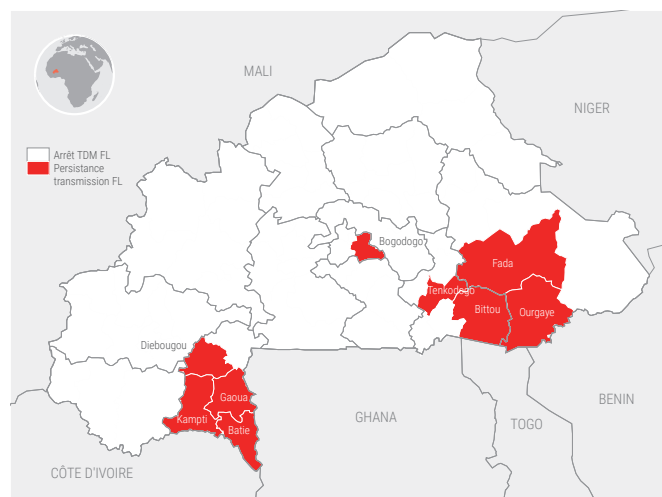 MALI
NIGER
Arrêt TDM FL
Persistance
transmission FL
Bogodogo
Fada
Tenkodogo
Bittou
Ourgaye
Diebougou
Gaoua
Kampti
Batie
BENIN
GHANA
TOGO
CÔTE D'IVOIRE